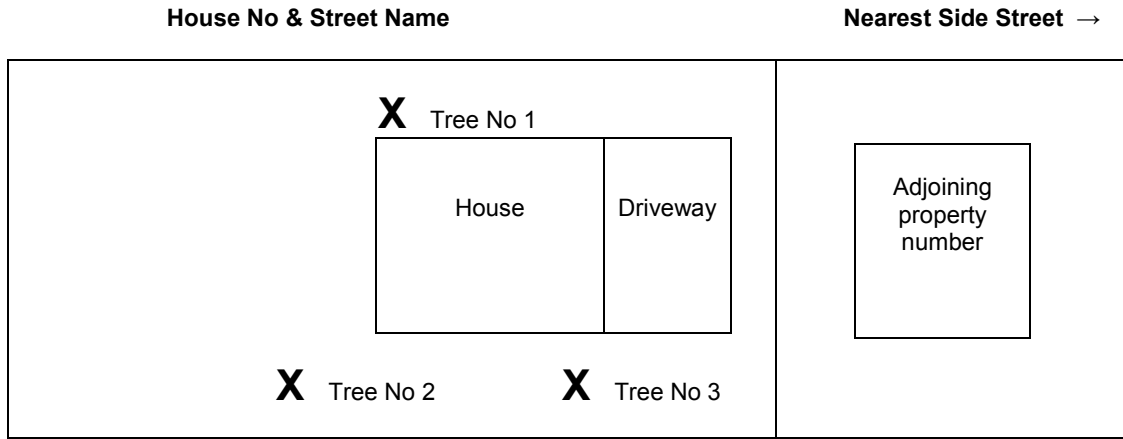 House No & Street Name
Nearest Side Street →
X Tree No 1
House
Driveway
Adjoining
property
number
X Tree No 2
X Tree No 3